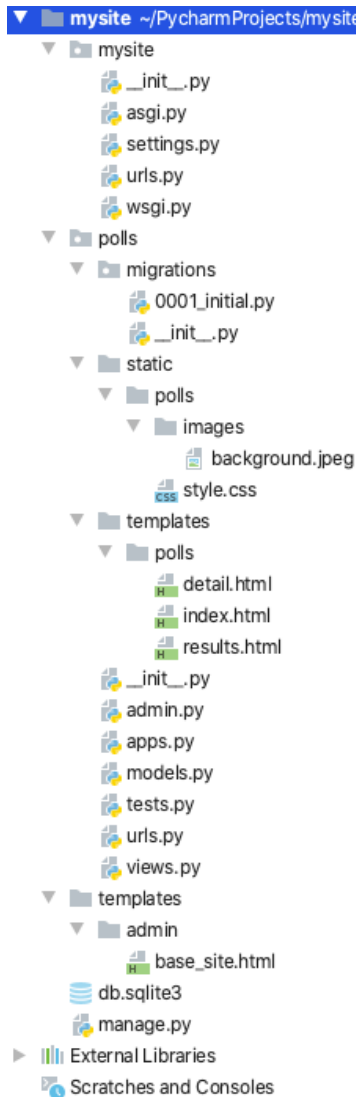 mysite ~/PycharmProjects/mysite
mysite
__init__.py
asgi.py
settings.py
urls.py
wsgi.py
polls
migrations
0001_initial.py
__init__.py
static
polls
images
background.jpeg
CSS style.css
templates
polls
H detail.html
H index.html
H results.html
__init__.py
admin.py
apps.py
models.py
tests.py
urls.py
views.py
templates
admin
H base_site.html
db.sqlite3
manage.py
External Libraries
Scratches and Consoles